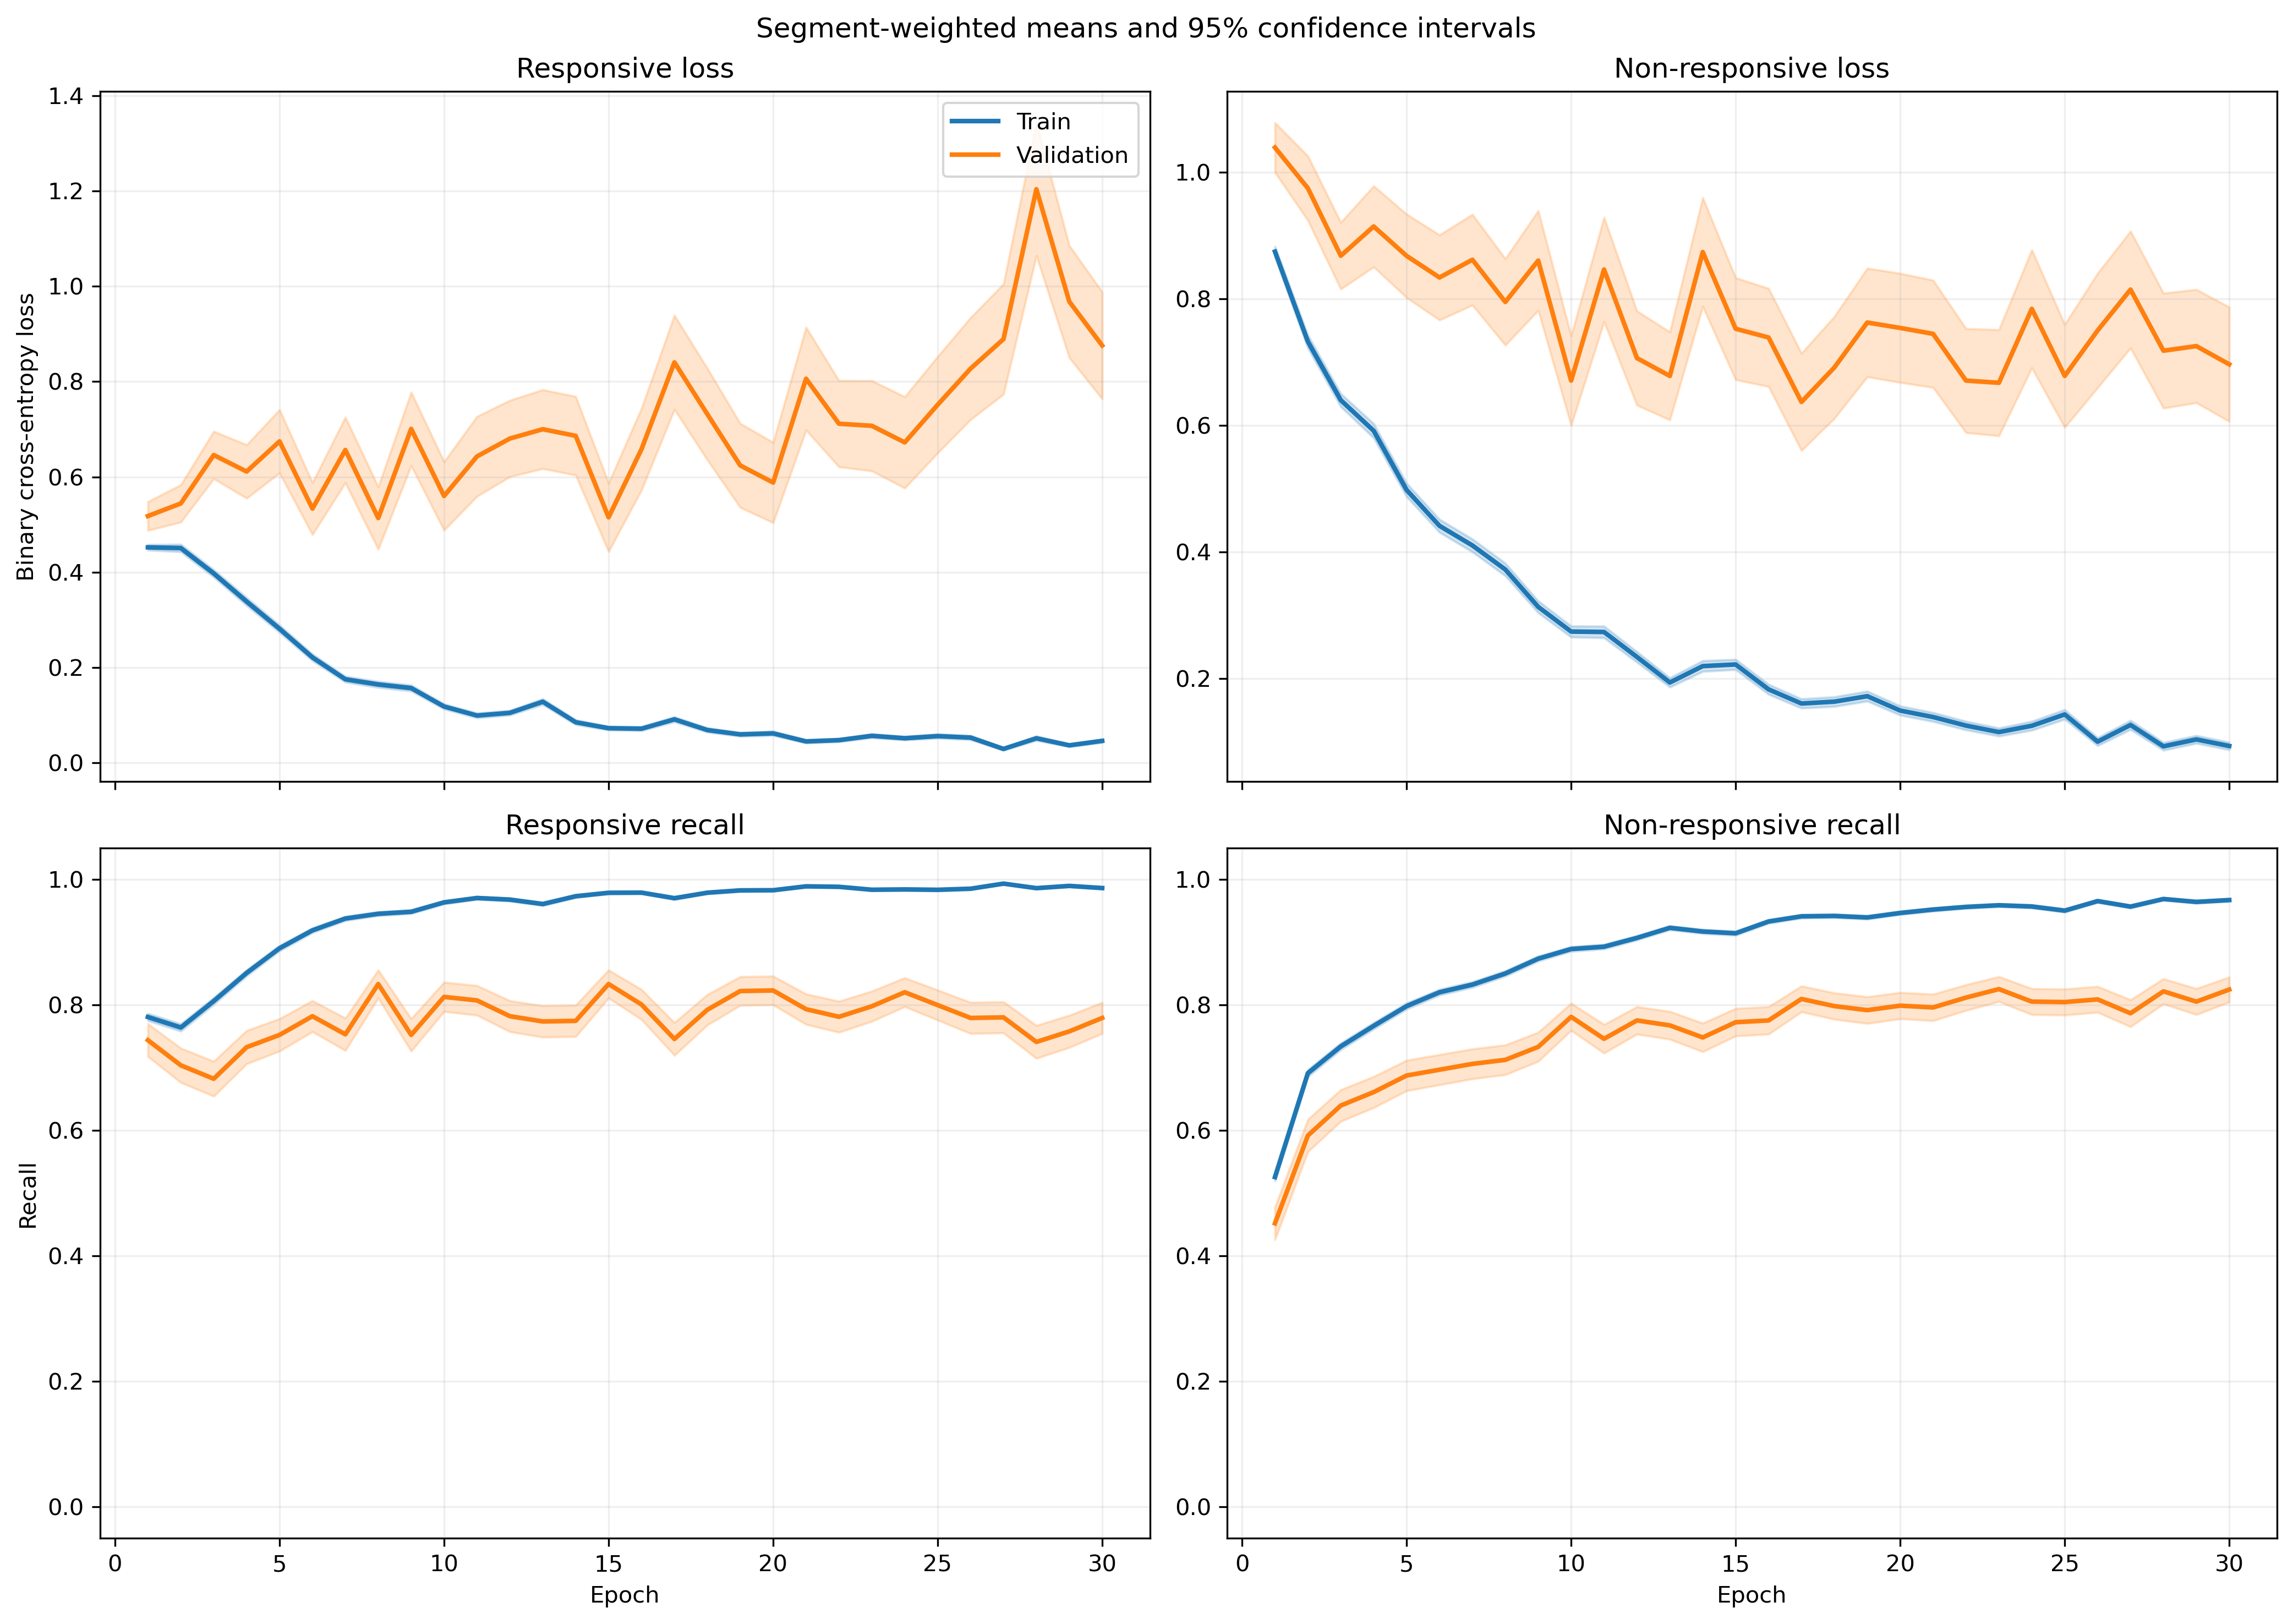 Segment-weighted means and 95% confidence intervals
Responsive loss
Binary cross-entropy loss
1.4
1.2
1.0
0.8
0.6
0.4
0.2
0.0
Train
Validation
Non-responsive loss
1.0
0.8
0.6
0.4
0.2
Responsive recall
Recall
1.0
0.8
0.6
0.4
0.2
0.0
0 5 10 15 20 25 30
Epoch
Non-responsive recall
1.0
0.8
0.6
0.4
0.2
0.0
0 5 10 15 20 25 30
Epoch